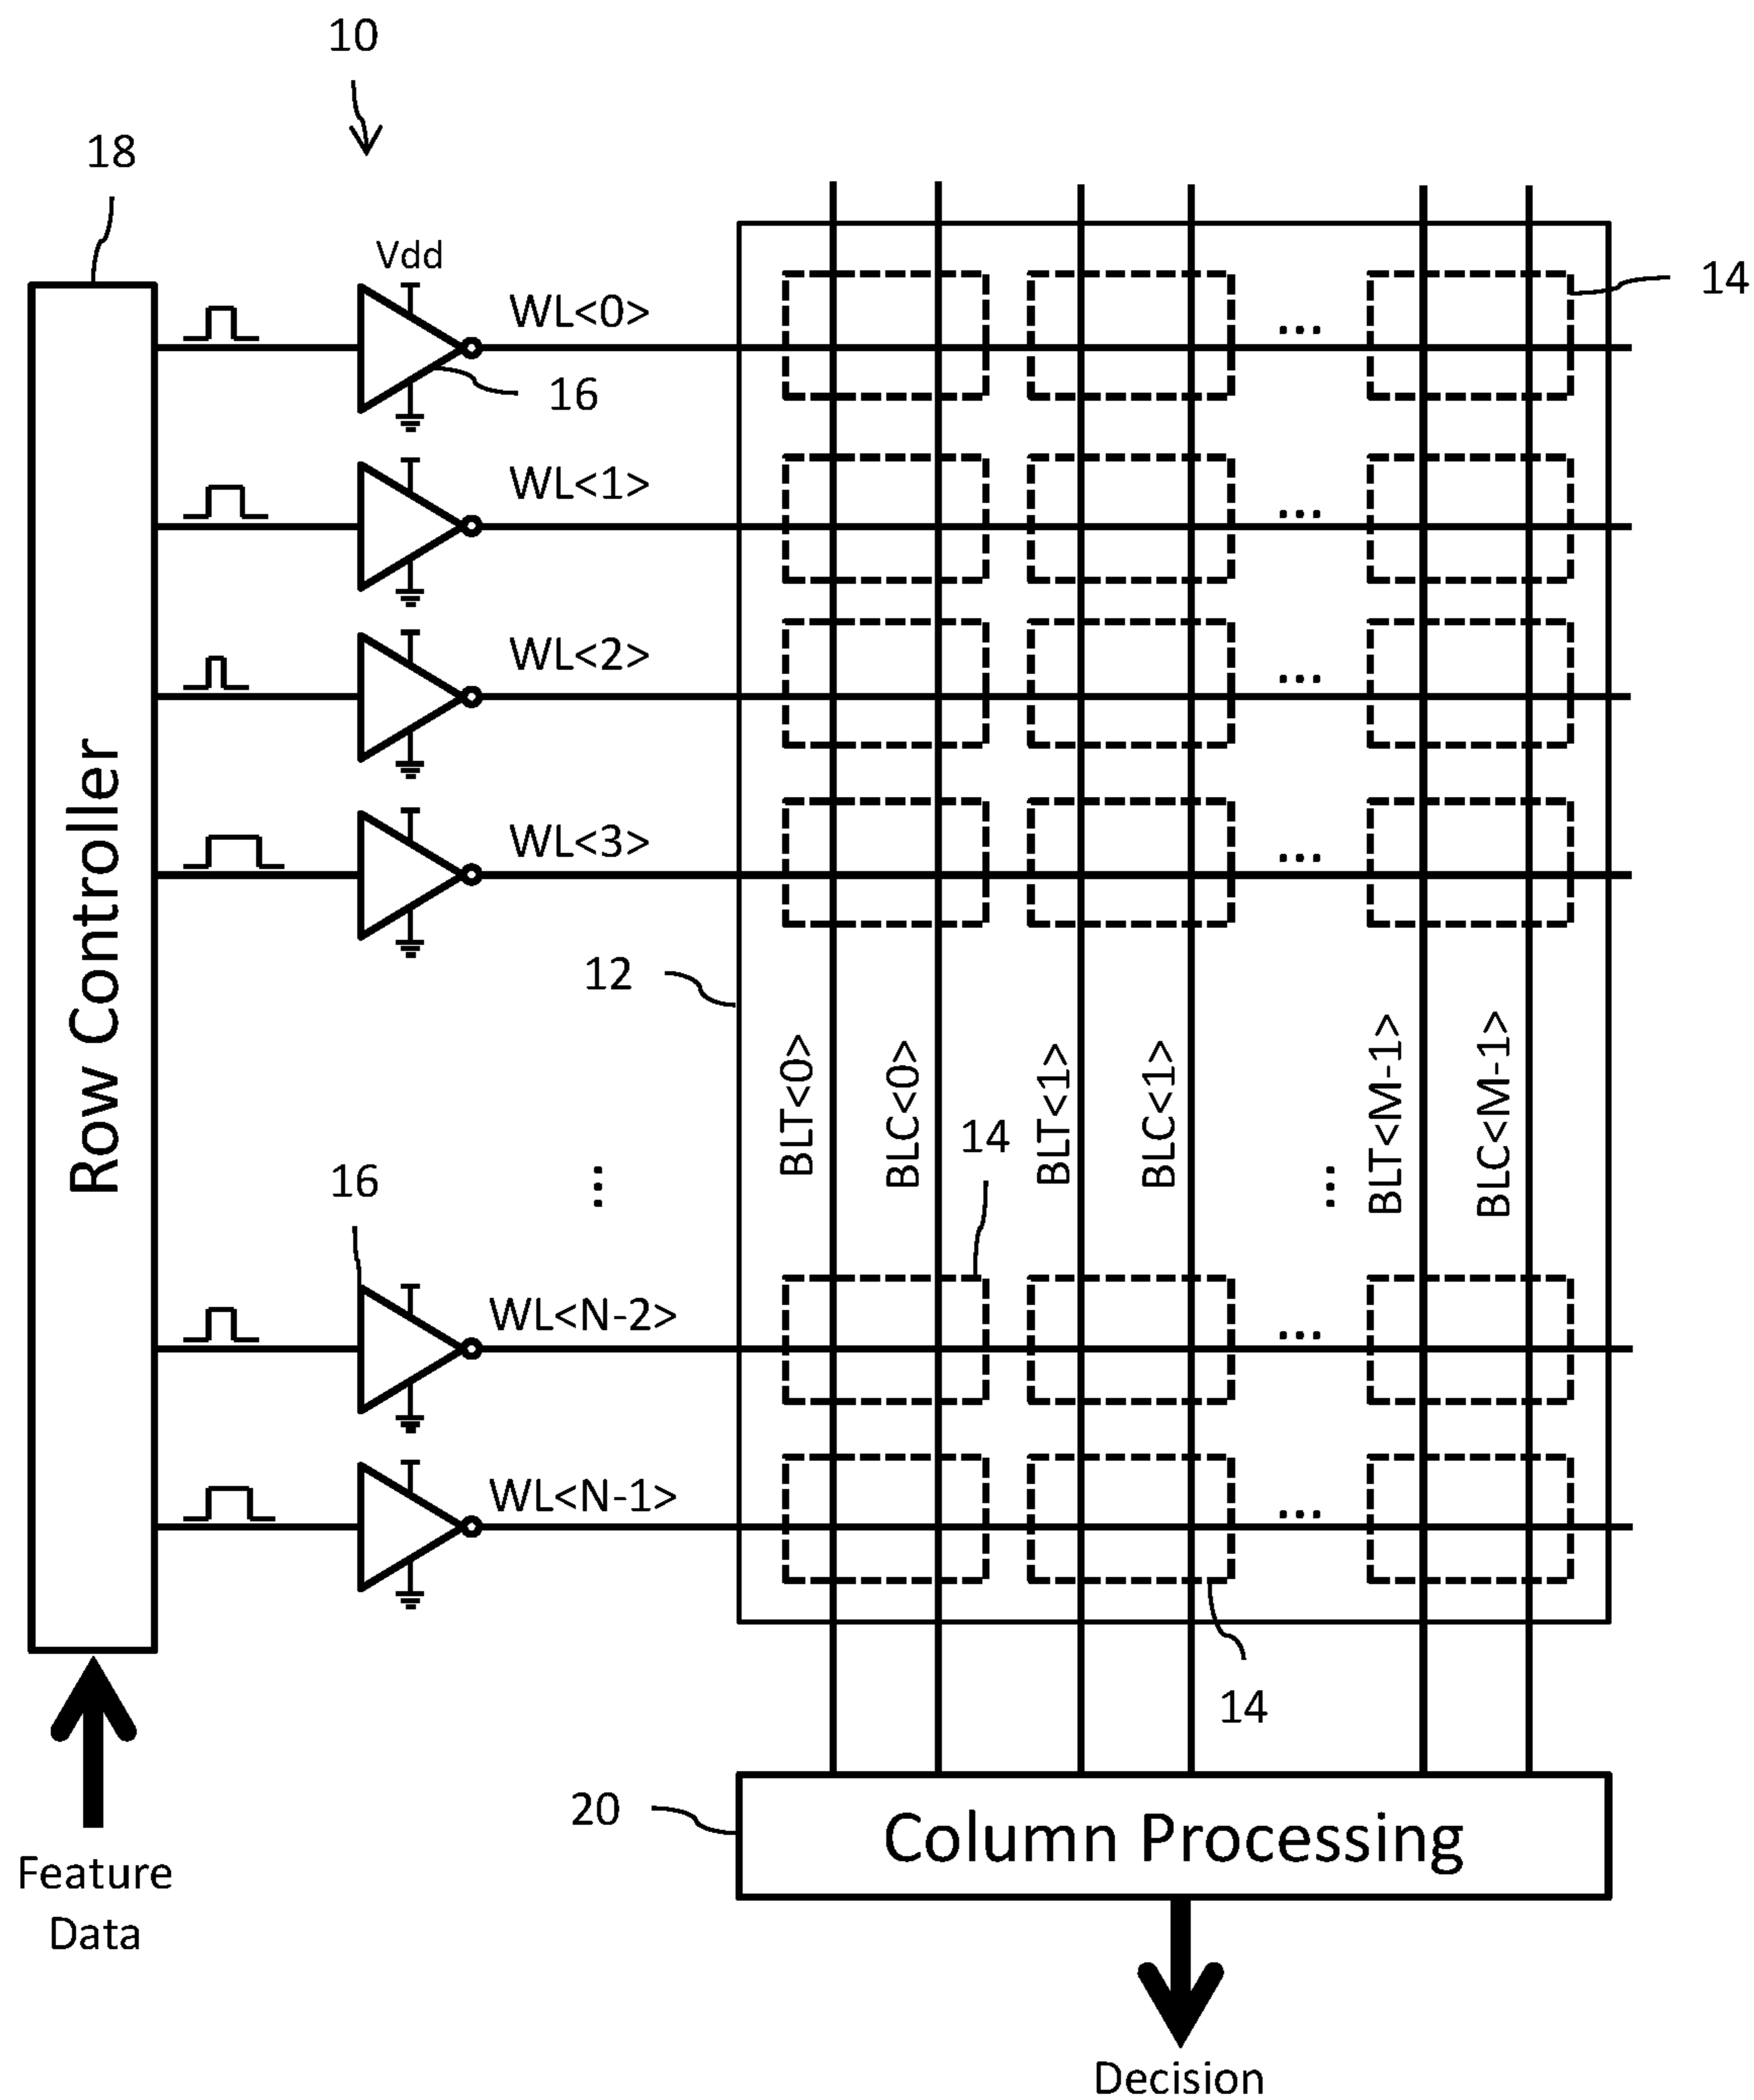 10
18
Vdd
WL<0>
14
16
WL<1>
WL<2>
WL<3>
Row Controller
12
BLT<0>
BLC<0>
BLT<1>
BLC<1>
BLT<M-1>
BLC<M-1>
14
16
WL<N-2>
WL<N-1>
14
20
Column Processing
Feature
Data
Decision